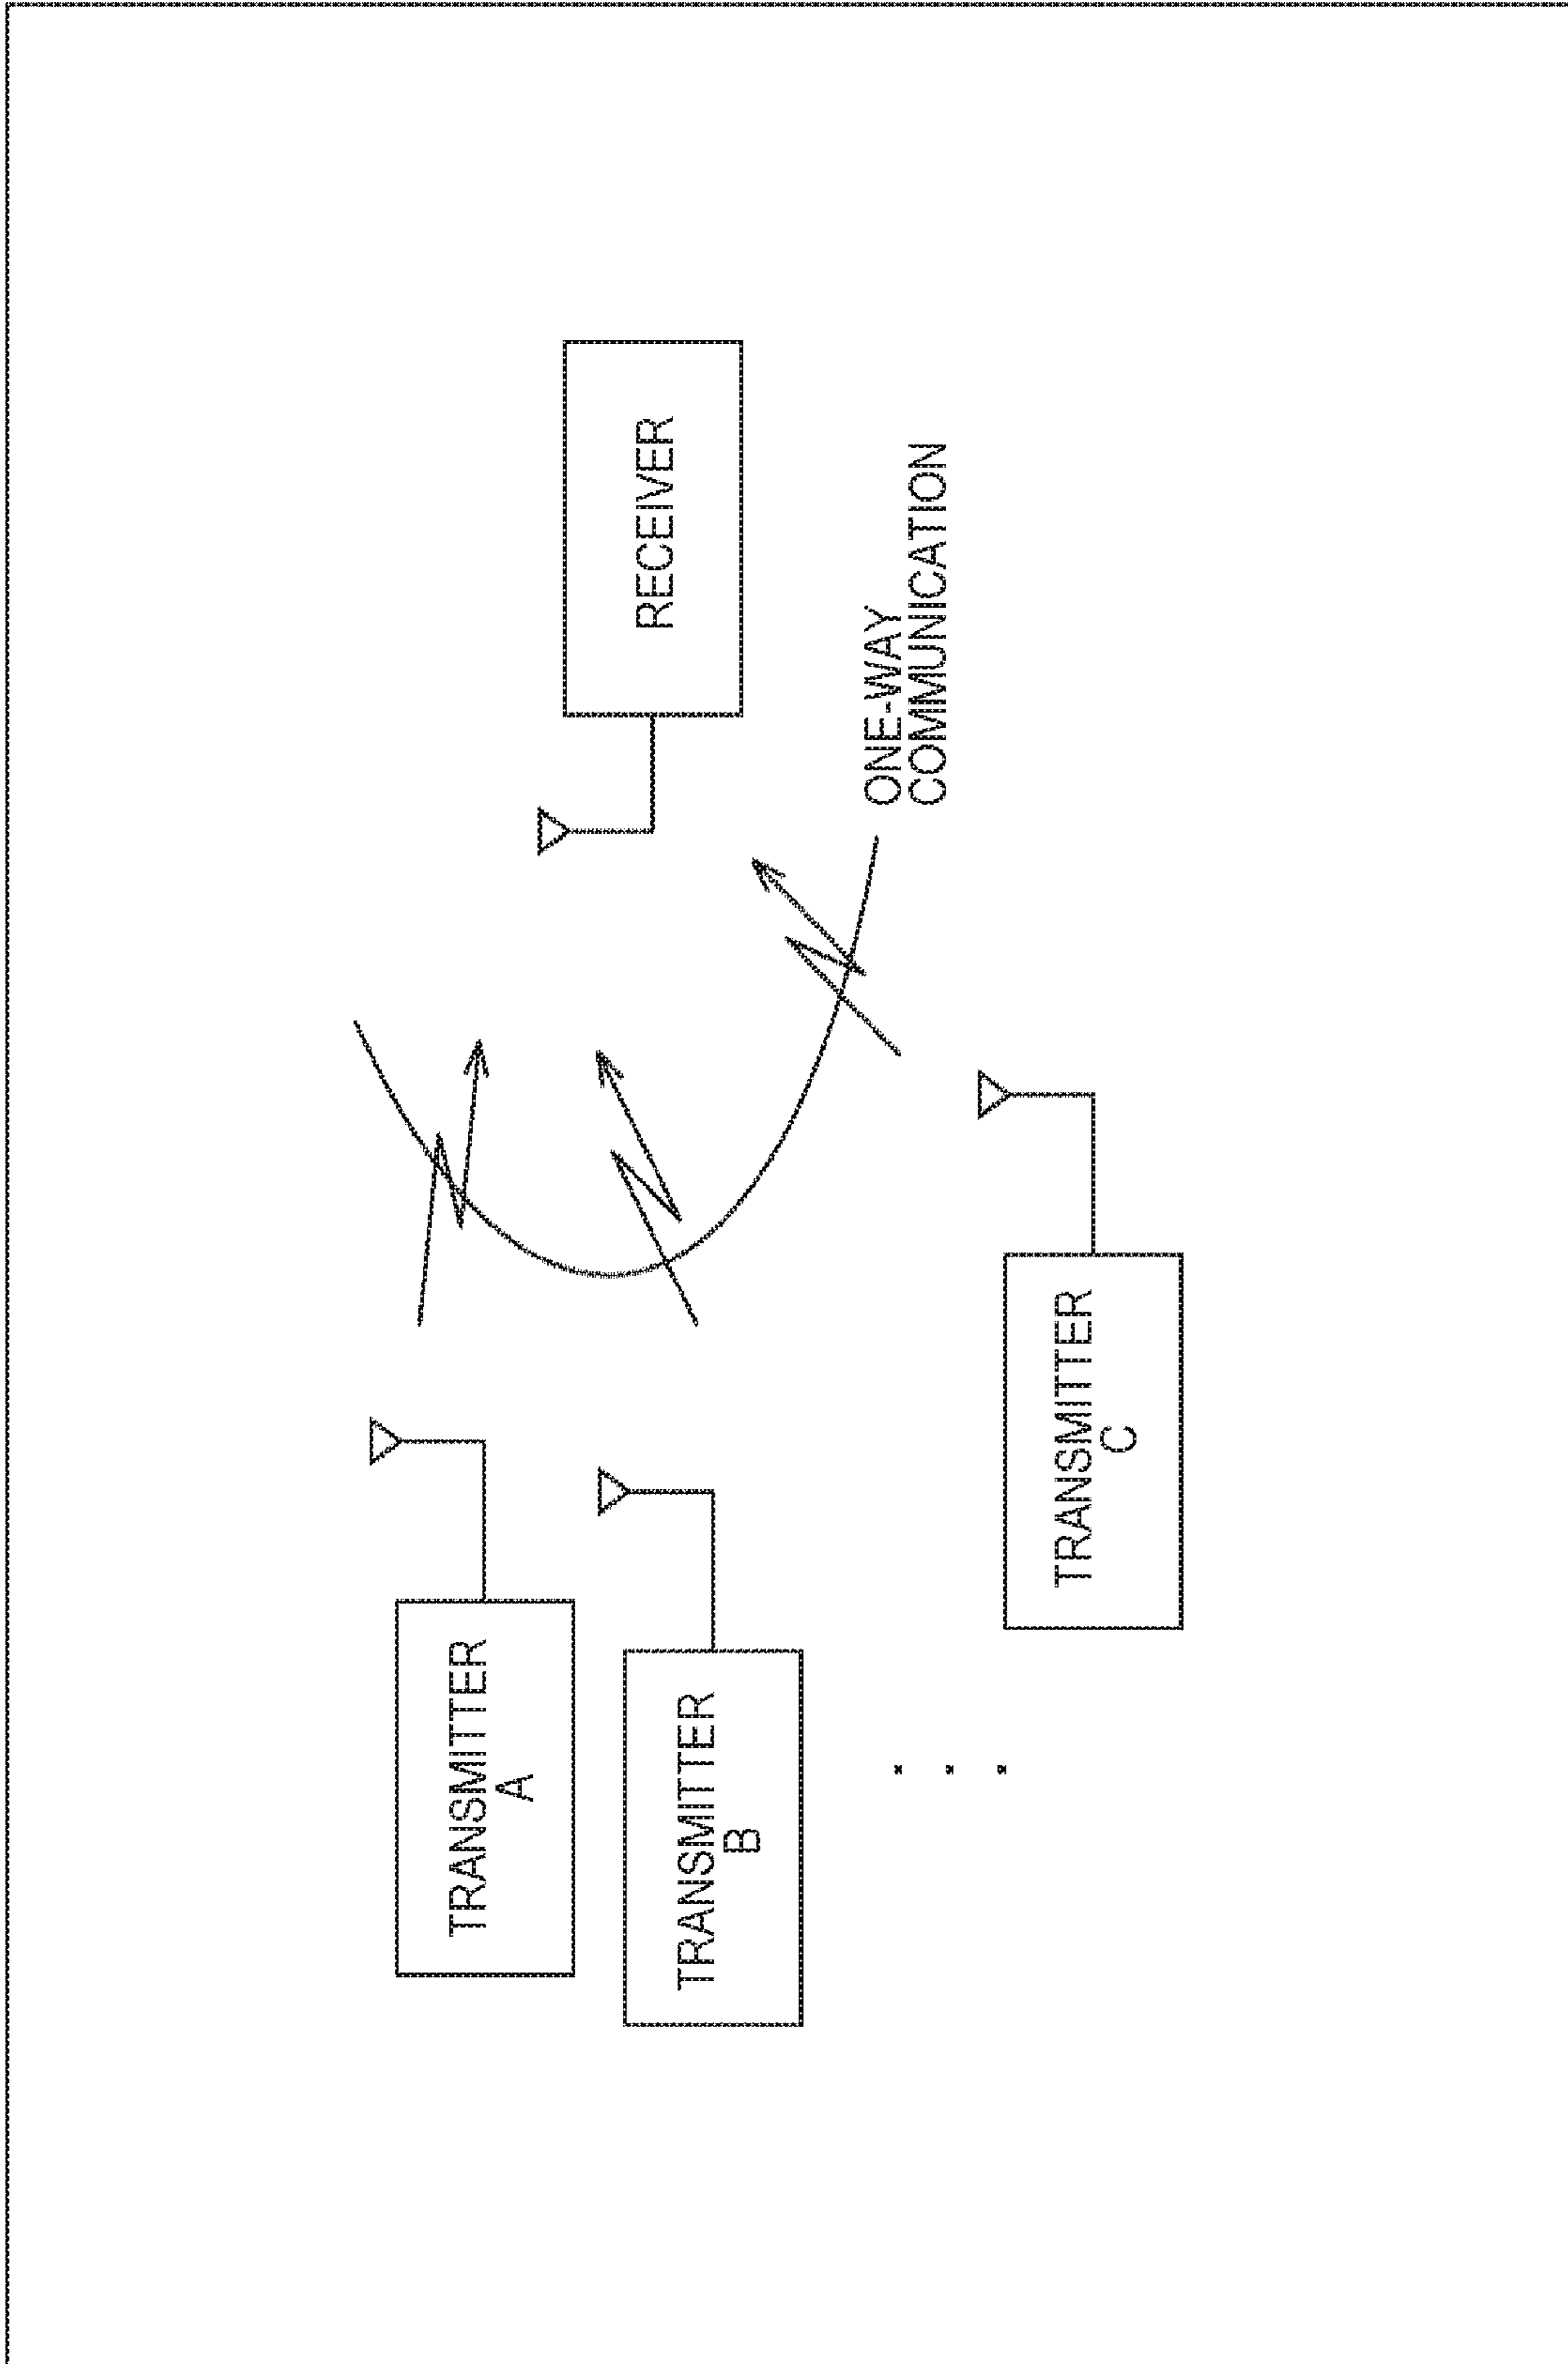 TRANSMITTER
A
TRANSMITTER
B
TRANSMITTER
C
RECEIVER
ONE-WAY
COMMUNICATION